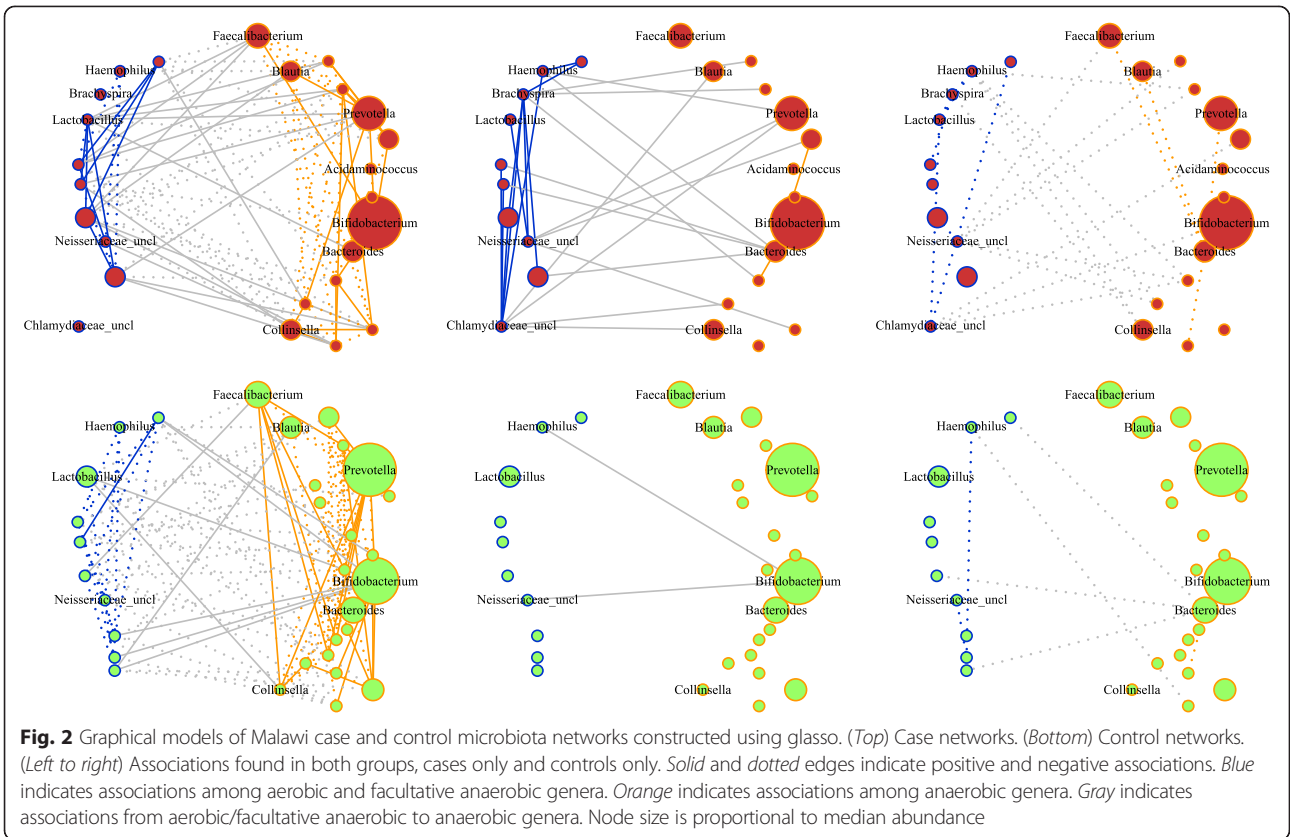 Faecalibacterium
Haemophilus
Blautia
Brachyspira
Lactobacillus
Prevotella
Acidaminococcus
Bifidobacterium
Neisseriaceae_uncl
Bacteroides
Chlamydiaceae_uncl
Collinsella
Faecalibacterium
Haemophilus
Blautia
Brachyspira
Lactobacillus
Prevotella
Acidaminococcus
Bifidobacterium
Neisseriaceae_uncl
Bacteroides
Chlamydiaceae_uncl
Collinsella
Faecalibacterium
Haemophilus
Blautia
Brachyspira
Lactobacillus
Prevotella
Acidaminococcus
Bifidobacterium
Neisseriaceae_uncl
Bacteroides
Chlamydiaceae_uncl
Collinsella
Faecalibacterium
Haemophilus
Blautia
Lactobacillus
Prevotella
Bifidobacterium
Neisseriaceae_uncl
Bacteroides
Collinsella
Faecalibacterium
Haemophilus
Blautia
Lactobacillus
Prevotella
Bifidobacterium
Neisseriaceae_uncl
Bacteroides
Collinsella
Faecalibacterium
Haemophilus
Blautia
Lactobacillus
Prevotella
Bifidobacterium
Neisseriaceae_uncl
Bacteroides
Collinsella
Fig. 2 Graphical models of Malawi case and control microbiota networks constructed using glasso. (Top) Case networks. (Bottom) Control networks.
(Left to right) Associations found in both groups, cases only and controls only. Solid and dotted edges indicate positive and negative associations. Blue
indicates associations among aerobic and facultative anaerobic genera. Orange indicates associations among anaerobic genera. Gray indicates
associations from aerobic/facultative anaerobic to anaerobic genera. Node size is proportional to median abundance